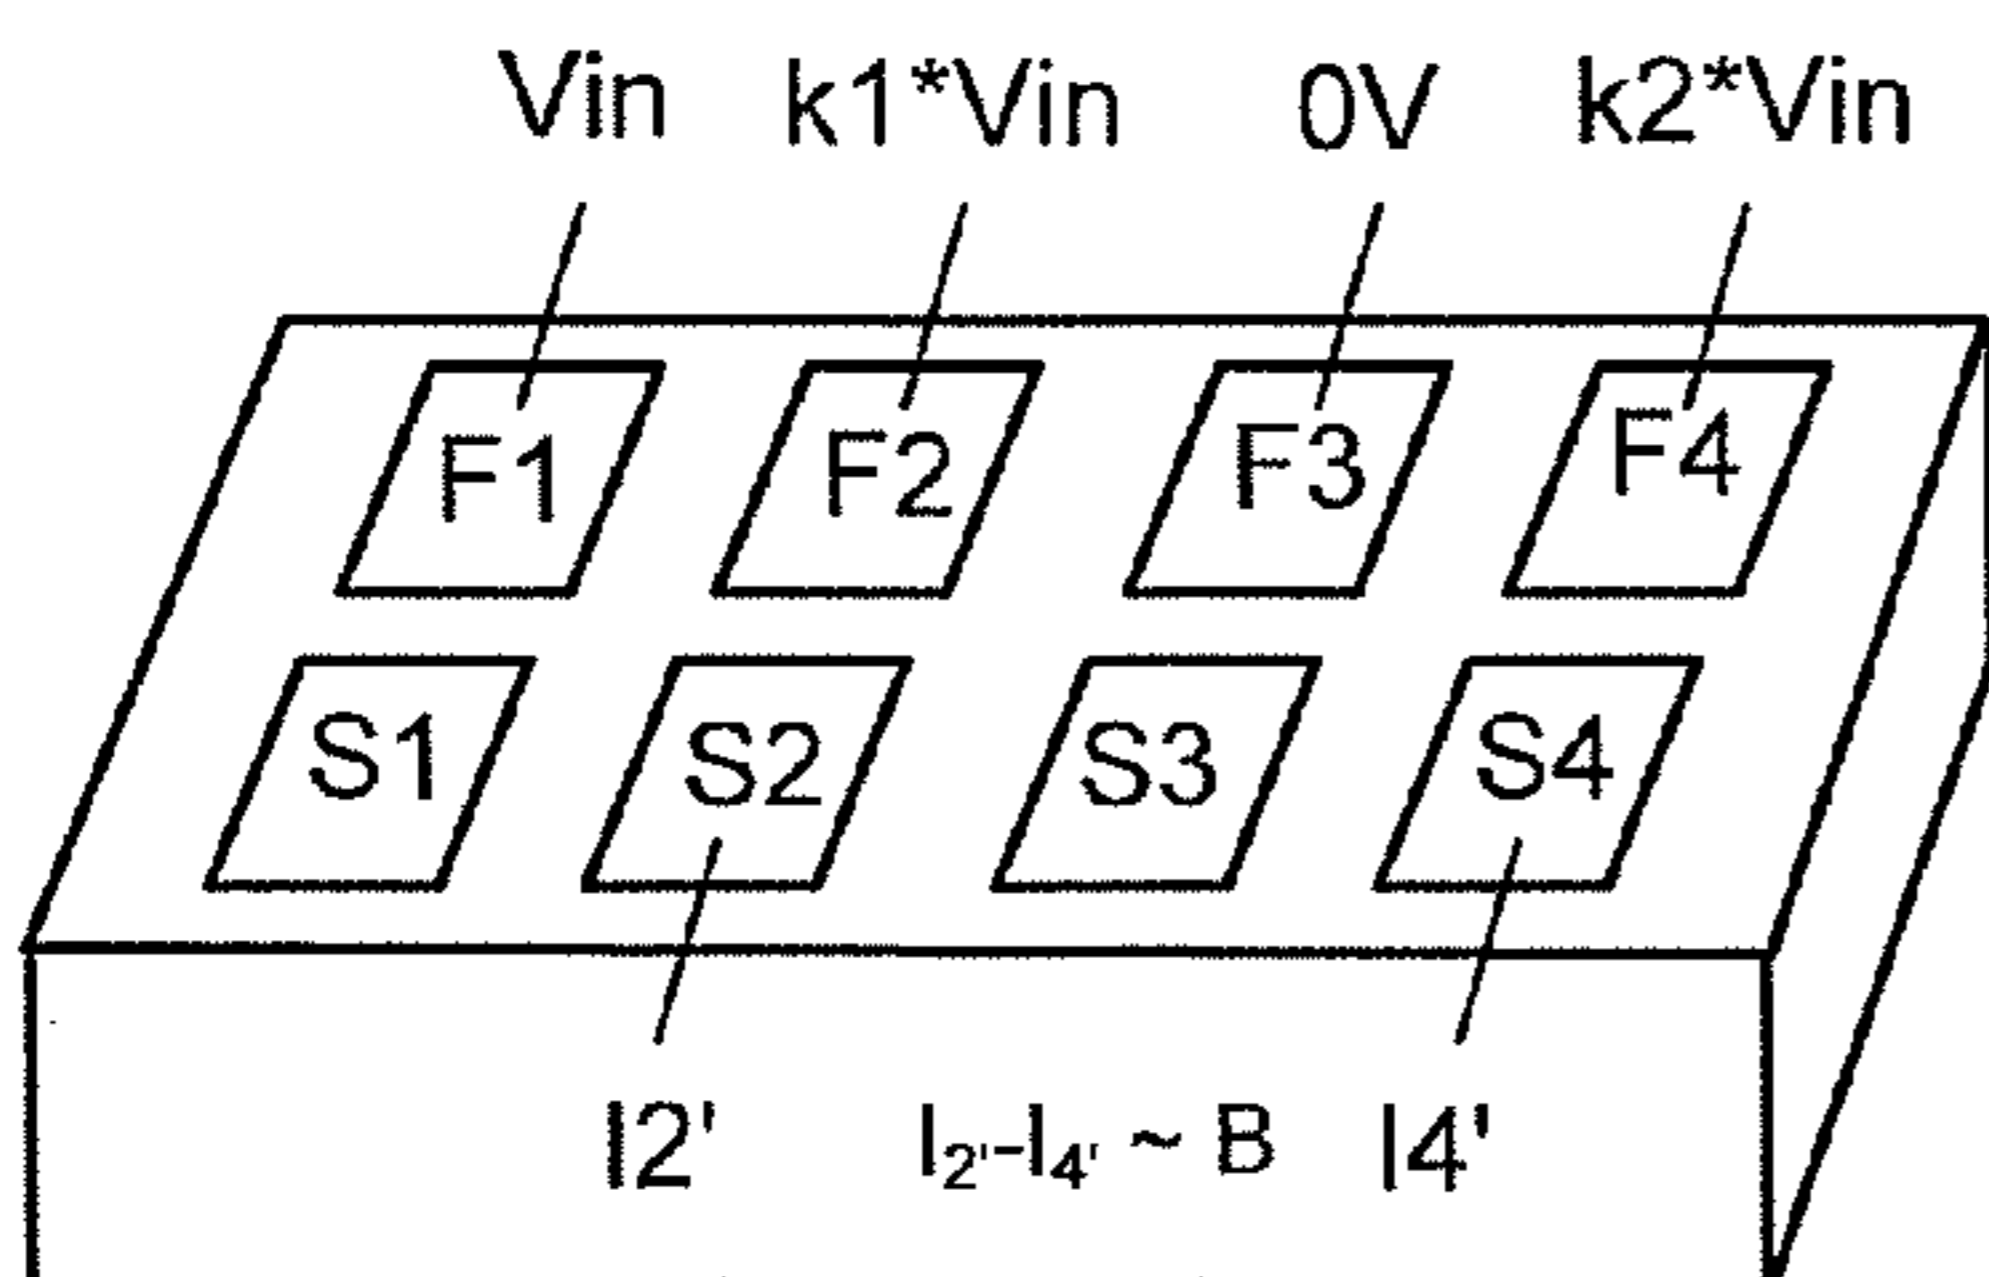 Vin k1*Vin 0V k2*Vin
F1 F2 F3 F4
S1 S2 S3 S4
I2' I2'-I4' ~ B I4'